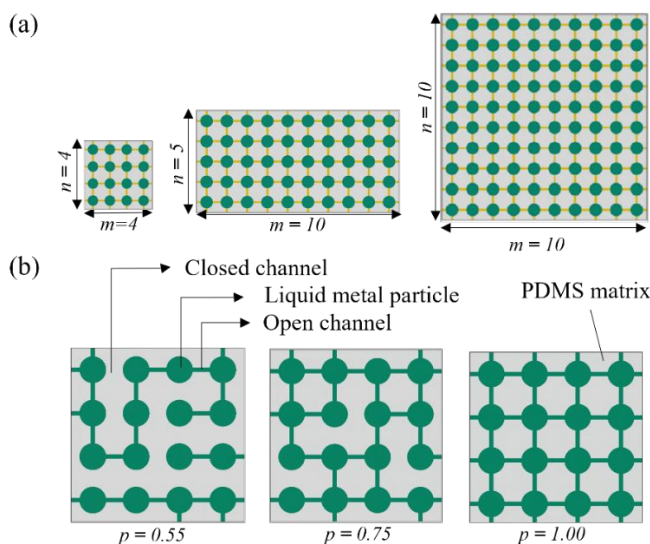 (a)
n = 4
m=4
n = 5
m = 10
n = 10
m = 10
(b)
Closed channel
Liquid metal particle
Open channel
PDMS matrix
p = 0.55
p = 0.75
p = 1.00